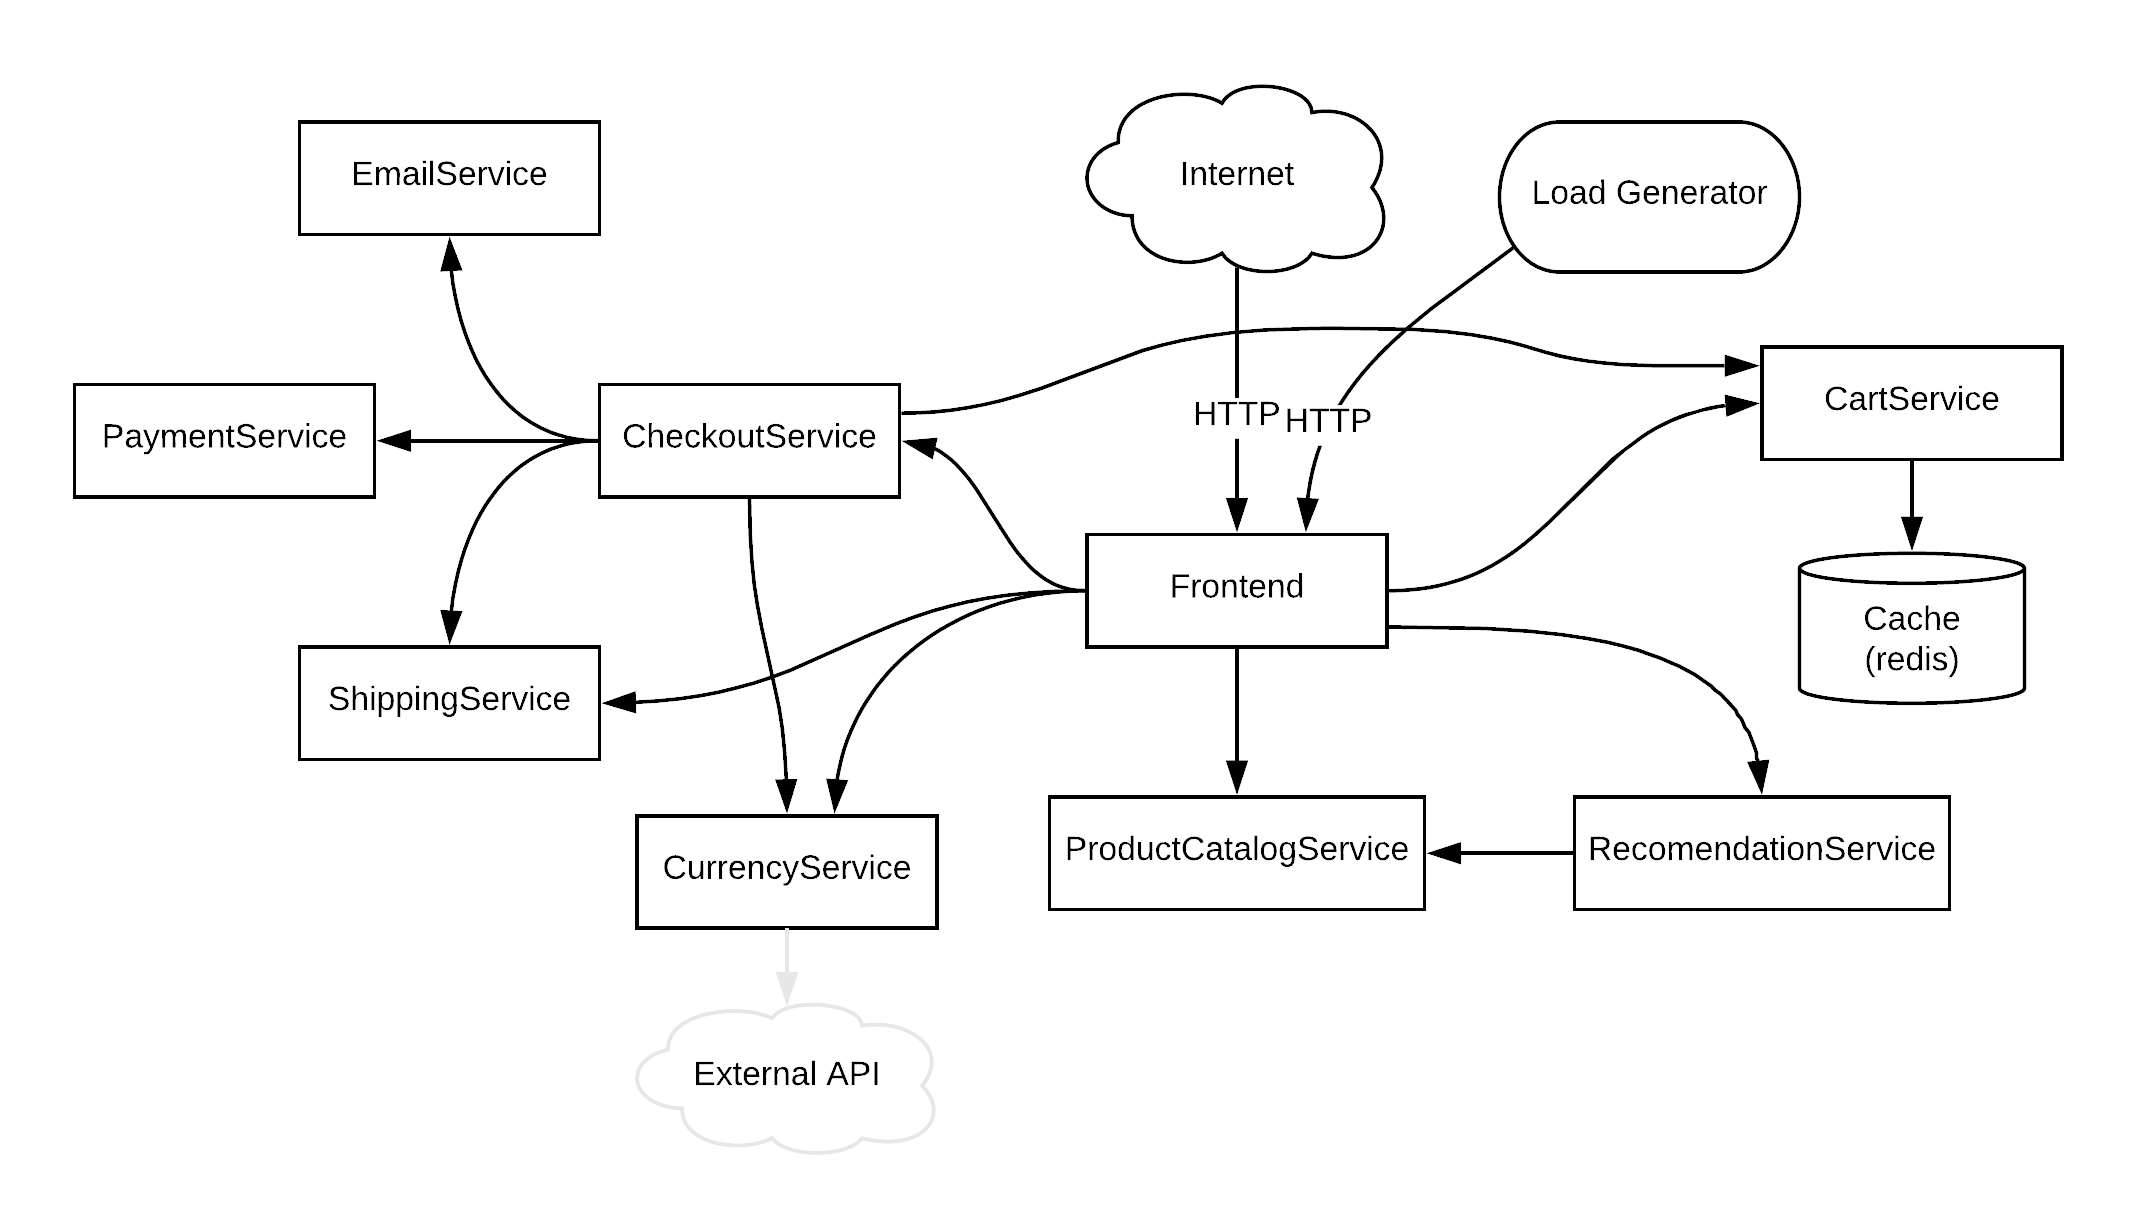 EmailService
Internet
Load Generator
PaymentService
CheckoutService
HTTP
HTTP
CartService
Frontend
Cache
(redis)
ShippingService
CurrencyService
ProductCatalogService
RecomendationService
External API